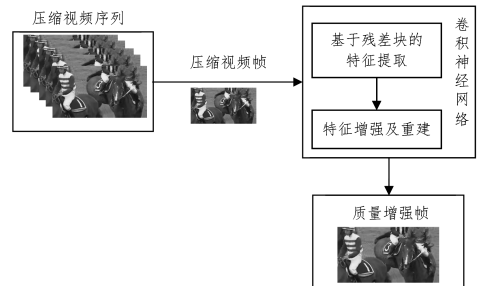 压缩视频序列
压缩视频帧
基于残差块的
特征提取
特征增强及重建
卷积神经网络
质量增强帧